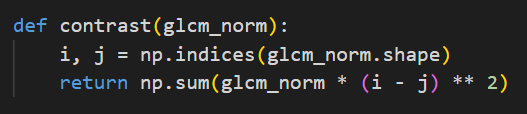 def contrast(glcm_norm):
    i, j = np.indices(glcm_norm.shape)
    return np.sum(glcm_norm * (i - j) ** 2)